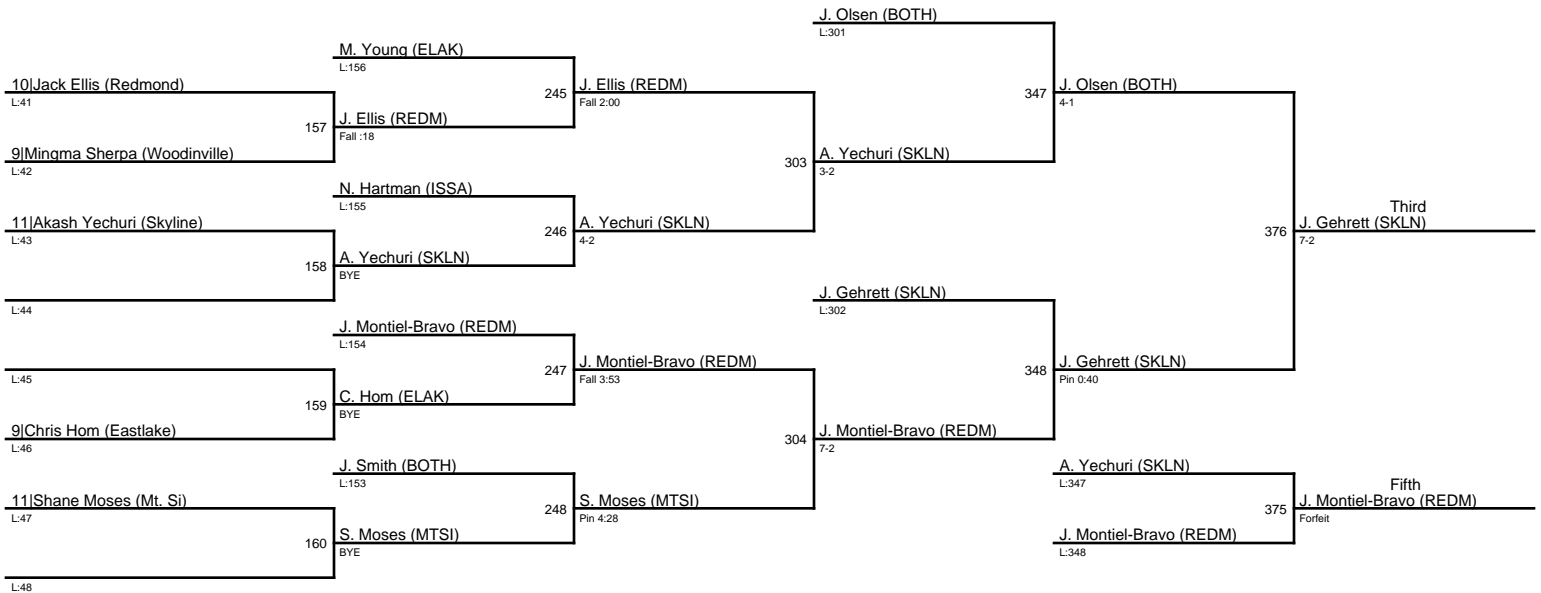 J. Olsen (BOTH)
L:301
M. Young (ELAK)
L:156
10|Jack Ellis (Redmond)
L:41
245
J. Ellis (REDM)
Fall 2:00
347
J. Olsen (BOTH)
4-1
157
J. Ellis (REDM)
Fall :18
9|Mingma Sherpa (Woodinville)
L:42
303
A. Yechuri (SKLN)
3-2
N. Hartman (ISSA)
L:155
11|Akash Yechuri (Skyline)
L:43
246
A. Yechuri (SKLN)
4-2
Third
376
J. Gehrett (SKLN)
7-2
158
A. Yechuri (SKLN)
BYE
L:44
J. Gehrett (SKLN)
L:302
J. Montiel-Bravo (REDM)
L:154
L:45
247
J. Montiel-Bravo (REDM)
Fall 3:53
348
J. Gehrett (SKLN)
Pin 0:40
159
C. Hom (ELAK)
BYE
9|Chris Hom (Eastlake)
L:46
304
J. Montiel-Bravo (REDM)
7-2
J. Smith (BOTH)
L:153
A. Yechuri (SKLN)
L:347
11|Shane Moses (Mt. Si)
L:47
248
S. Moses (MTSI)
Pin 4:28
Fifth
375
J. Montiel-Bravo (REDM)
Forfeit
160
S. Moses (MTSI)
BYE
J. Montiel-Bravo (REDM)
L:348
L:48